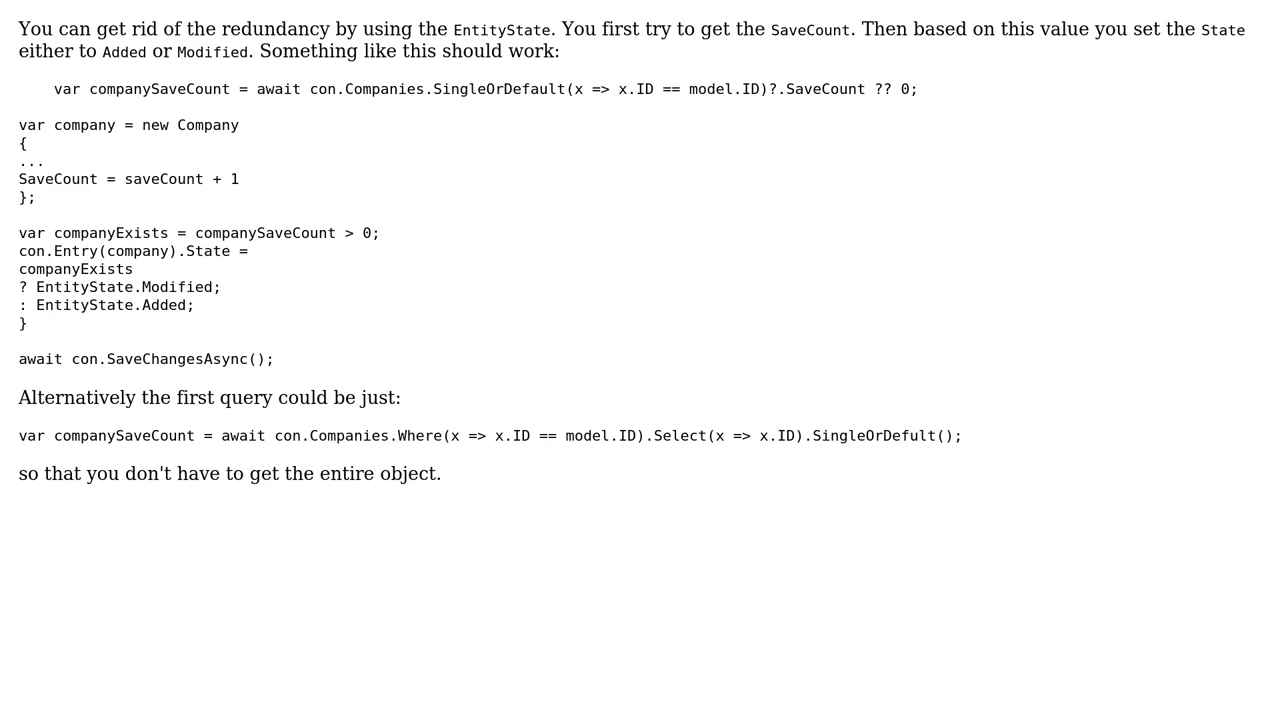 You can get rid of the redundancy by using the EntityState. You first try to get the SaveCount. Then based on this value you set the State
either to Added or Modified. Something like this should work:
var companySaveCount = await con.Companies.SingleOrDefault(x => x.ID == model.ID)?.SaveCount ?? 0;
var company = new Company
{
...
SaveCount = saveCount + 1
};
var companyExists = companySaveCount > 0;
con.Entry(company).State =
companyExists
? EntityState.Modified;
: EntityState.Added;
}
await con.SaveChangesAsync();
Alternatively the first query could be just:
var companySaveCount = await con.Companies.Where(x => x.ID == model.ID).Select(x => x.ID).SingleOrDefult();
so that you don't have to get the entire object.